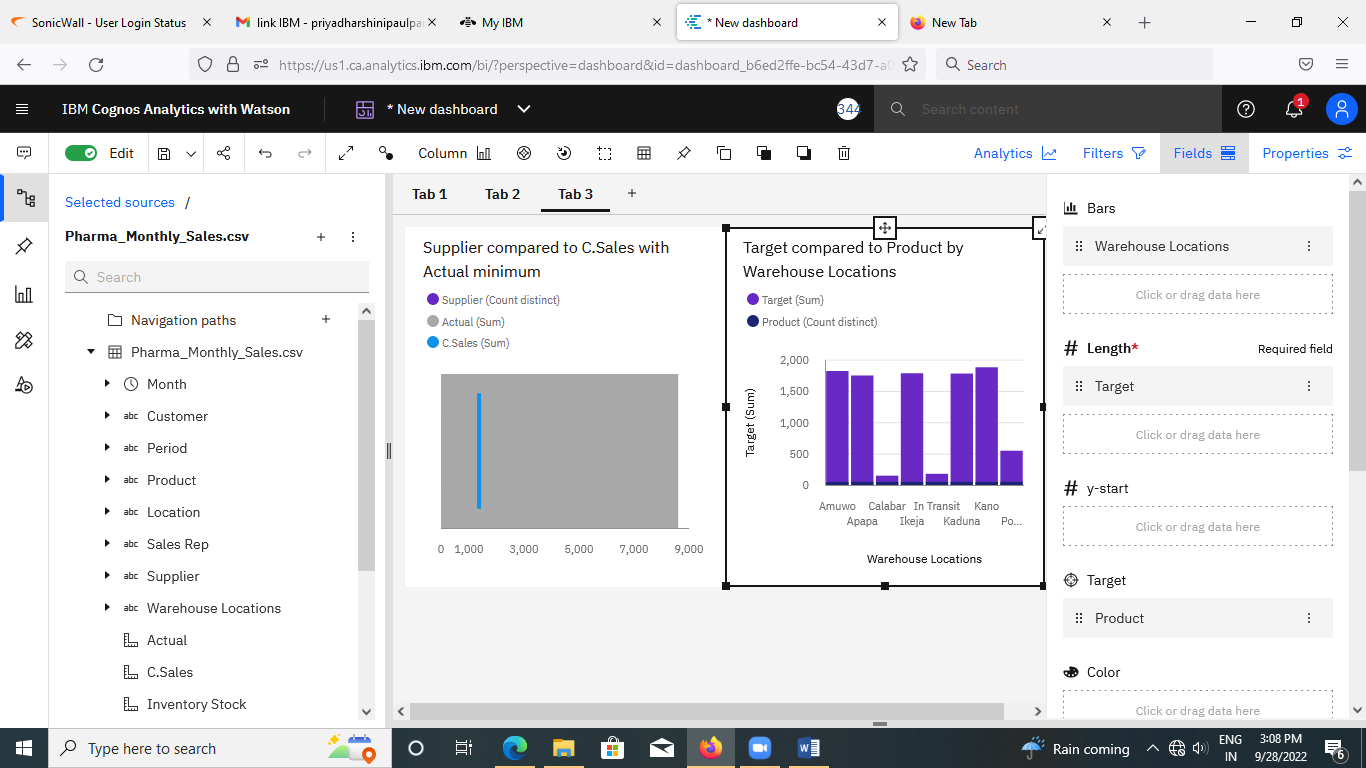 SonicWall - User Login Status
link IBM - priyadharshinipaulpa
My IBM
* New dashboard
New Tab
https://us1.ca.analytics.ibm.com/bi/?perspective=dashboard&id=dashboard_b6ed2ffe-bc54-43d7-a0
Search
IBM Cognos Analytics with Watson
* New dashboard
344
Search content
1
Edit
Column
Analytics
Filters
Fields
Properties
Selected sources /
Pharma_Monthly_Sales.csv
Search
Navigation paths
Pharma_Monthly_Sales.csv
Month
abc Customer
abc Period
abc Product
abc Location
abc Sales Rep
abc Supplier
abc Warehouse Locations
Actual
C.Sales
Inventory Stock
Tab 1
Tab 2
Tab 3
Supplier compared to C.Sales with
Actual minimum
Supplier (Count distinct)
Actual (Sum)
C.Sales (Sum)
0 1,000 3,000 5,000 7,000 9,000
Target compared to Product by
Warehouse Locations
Target (Sum)
Product (Count distinct)
Target (Sum)
2,000
1,500
1,000
500
0
Amuwo Calabar In Transit Kano
Apapa Ikeja Kaduna Po...
Warehouse Locations
Bars
Warehouse Locations
Click or drag data here
# Length* Required field
Target
Click or drag data here
# y-start
Click or drag data here
Target
Product
Color
Click or drag data here
Type here to search
Rain coming
ENG
IN
3:08 PM
9/28/2022
6